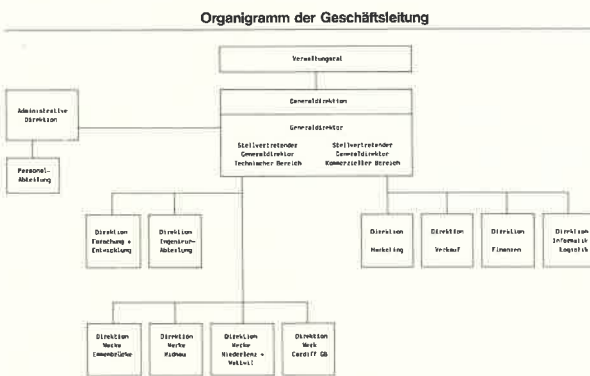 Organigramm der Geschäftsleitung
Verwaltungsrat
Generaldirektion
Generaldirektor
Stellvertretender
Generaldirektor
Technischer Bereich
Stellvertretender
Generaldirektor
Kommerzieller Bereich
Administrative
Direktion
Personal-
Abteilung
Direktion
Forschung +
Entwicklung
Direktion
Ingenieur-
Abteilung
Direktion
Marketing
Direktion
Verkauf
Direktion
Finanzen
Direktion
Informatik
Logistik
Direktion
Werke
Emmenbrücke
Direktion
Werke
Widnau
Direktion
Werke
Niederlenz +
Wattwil
Direktion
Werk
Cardiff GB